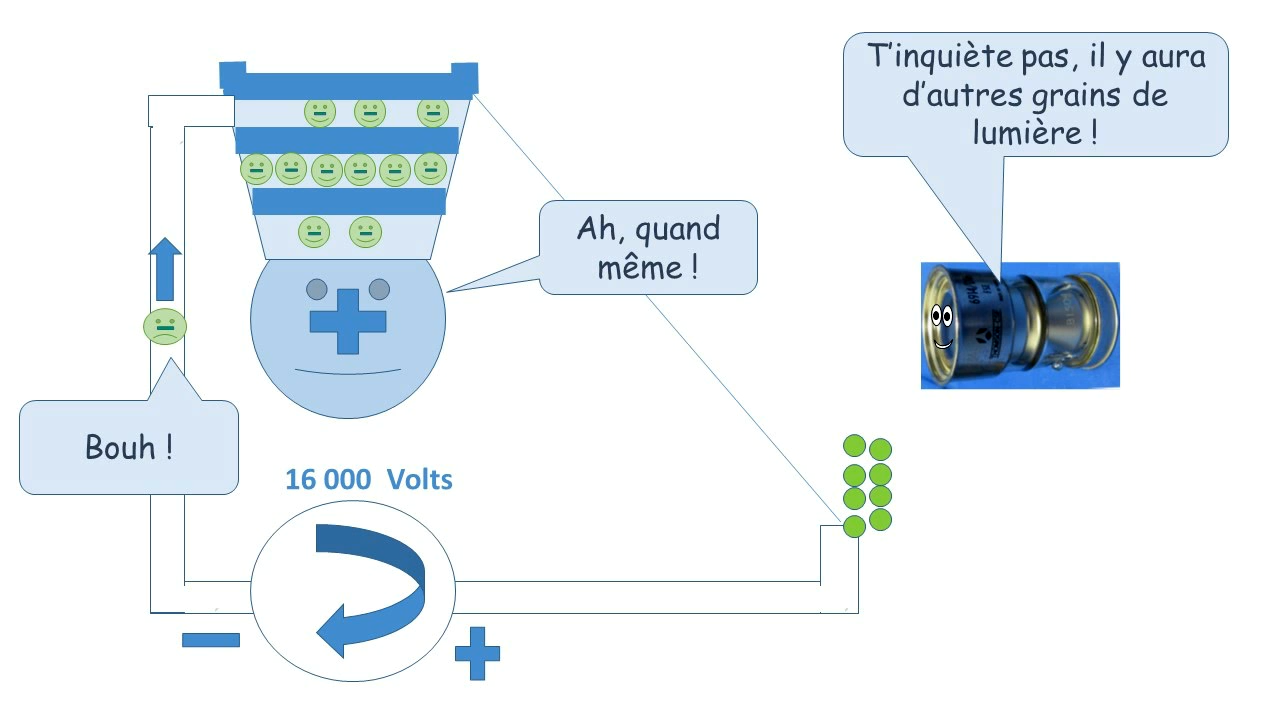 T'inquiète pas, il y aura
d'autres grains de
lumière !
Ah, quand
même !
Bouh !
16 000 Volts